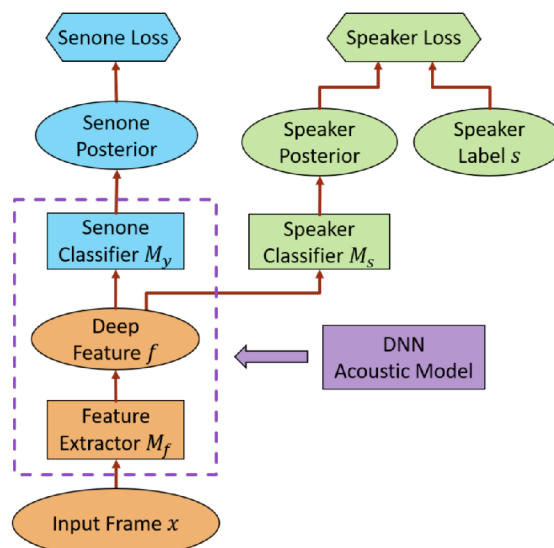 Senone Loss
Speaker Loss
Senone
Posterior
Speaker
Posterior
Speaker
Label s
Senone
Classifier M_y
Speaker
Classifier M_s
Deep
Feature f
DNN
Acoustic Model
Feature
Extractor M_f
Input Frame x